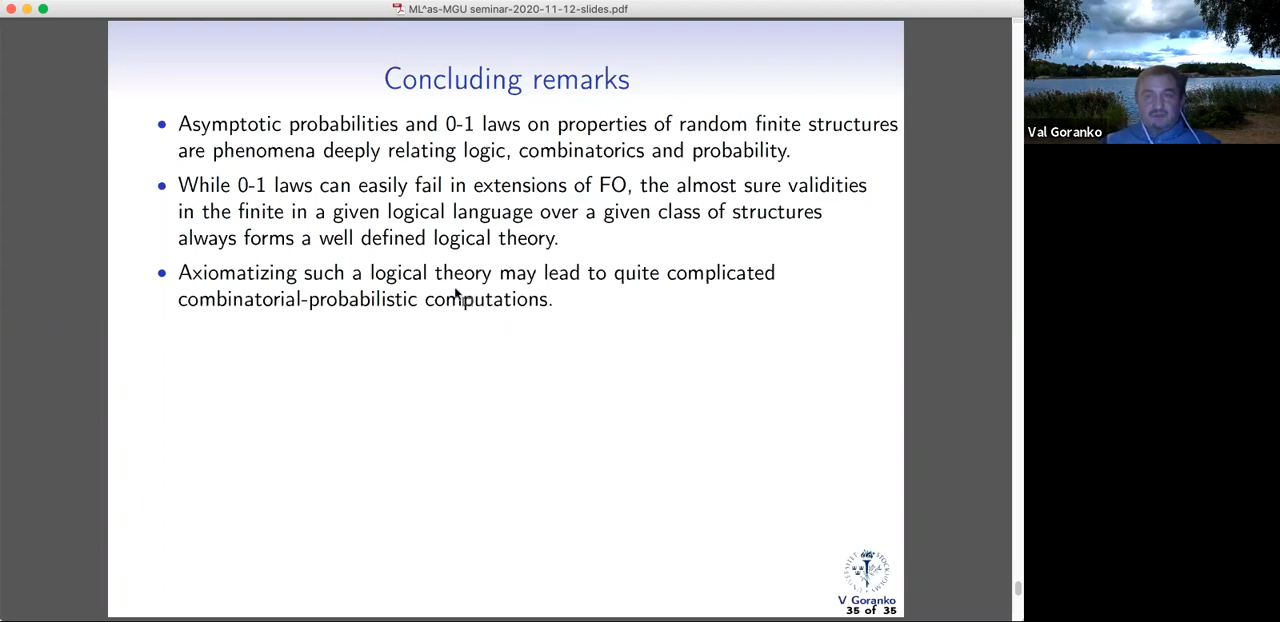 ML^as-MGU seminar-2020-11-12-slides.pdf
Concluding remarks
• Asymptotic probabilities and 0-1 laws on properties of random finite structures
are phenomena deeply relating logic, combinatorics and probability.
• While 0-1 laws can easily fail in extensions of FO, the almost sure validities
in the finite in a given logical language over a given class of structures
always forms a well defined logical theory.
• Axiomatizing such a logical theory may lead to quite complicated
combinatorial-probabilistic computations.
V Goranko
35 of 35
Val Goranko